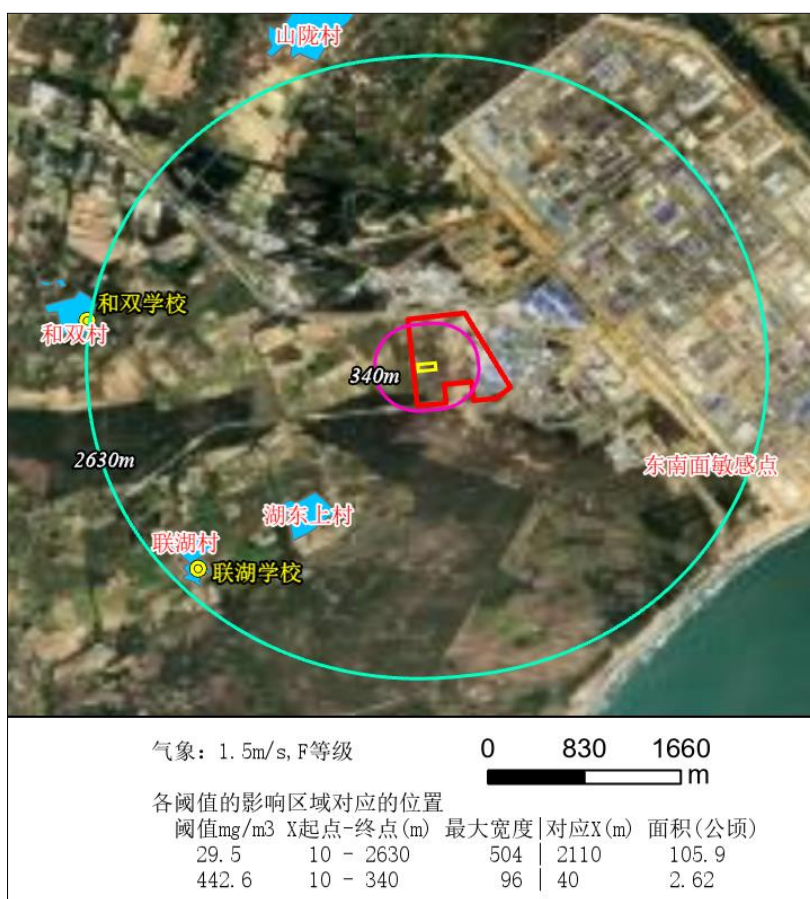 山陇村
和双学校
和双村
340m
2630m
东南面敏感点
湖东上村
联湖村
联湖学校
气象: 1.5m/s,F等级
0 830 1660
m
各阈值的影响区域对应的位置
阈值mg/m3 X起点-终点(m) 最大宽度|对应X(m) 面积(公顷)
29.5 10 - 2630 504 | 2110 105.9
442.6 10 - 340 96 | 40 2.62